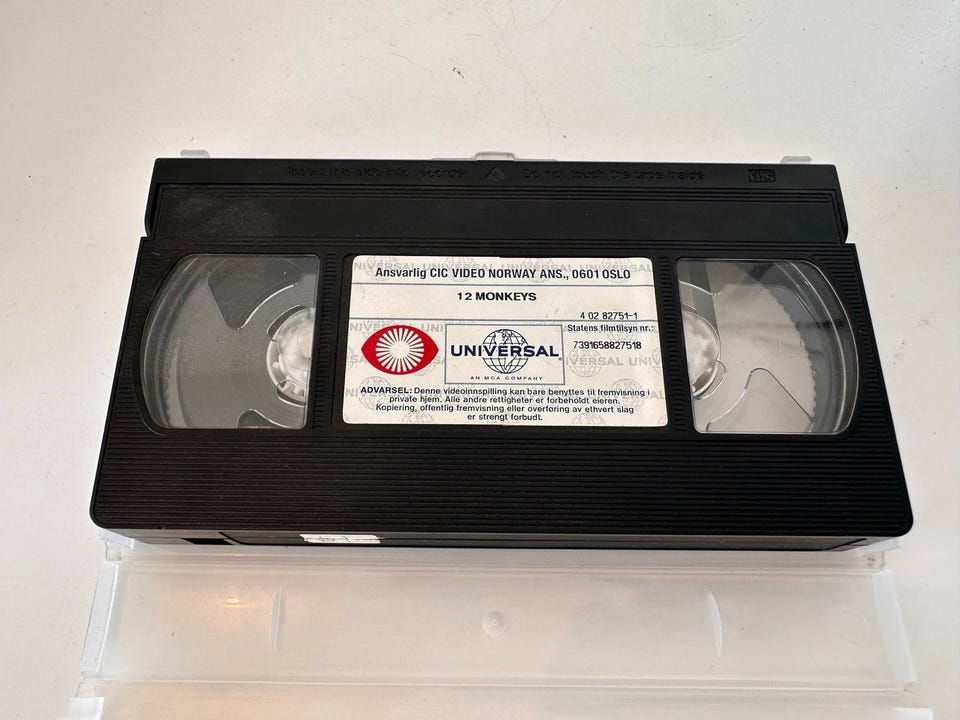 Insert this side into recorder △ Do not touch the tape inside VHS
Ansvarlig CIC VIDEO NORWAY ANS., 0601 OSLO
12 MONKEYS
4 02 82751-1
Statens filmtilsyn nr.:
7391658827518
UNIVERSAL
AN MCA COMPANY
ADVARSEL: Denne videoinnspilling kan bare benyttes til fremvisning i
private hjem. Alle andre rettigheter er forbeholdt eieren.
Kopiering, offentlig fremvisning eller overføring av ethvert slag
er strengt forbudt.